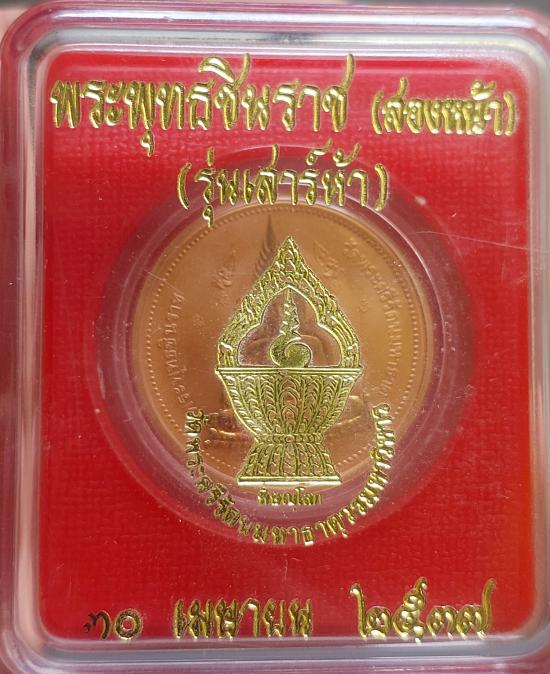 พระพุทธชินราช (สองหน้า)
(รุ่นเสาร์ห้า)
พิษณุโลก
วัดพระศรีรัตนมหาธาตุวรมหาวิหาร
๓๐ เมษายน ๒๕๓๗